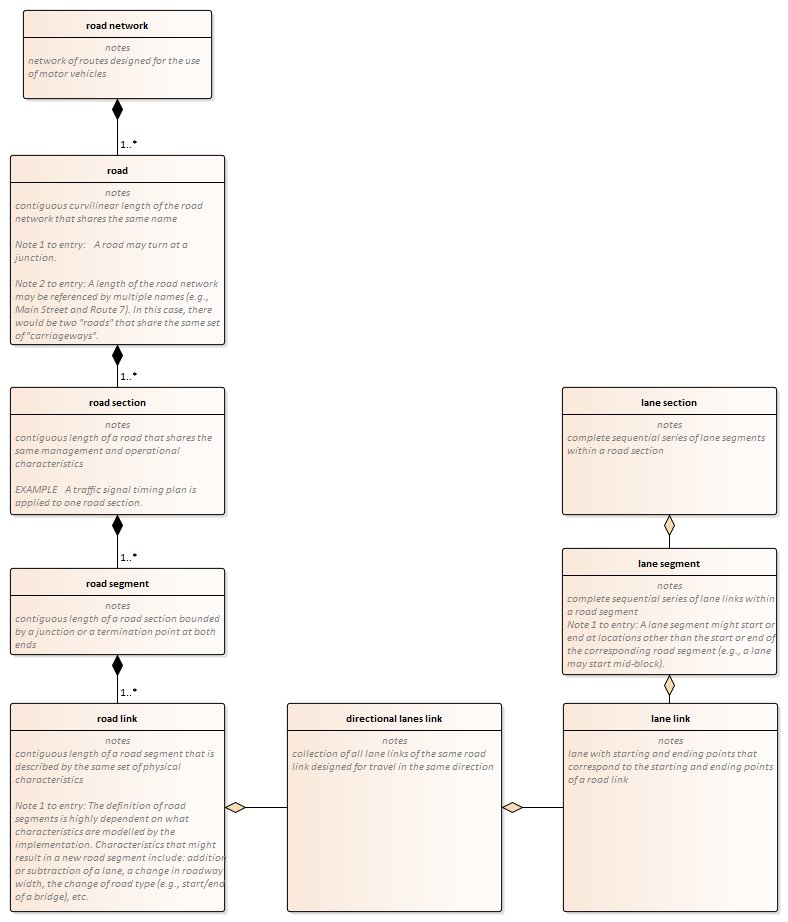 road network
notes
network of routes designed for the use
of motor vehicles
1..*
road
notes
contiguous curvilinear length of the road
network that shares the same name
Note 1 to entry:   A road may turn at a
junction.
Note 2 to entry: A length of the road network
may be referenced by multiple names (e.g.,
Main Street and Route 7). In this case, there
would be two "roads" that share the same set
of "carriageways".
1..*
road section
notes
contiguous length of a road that shares the
same management and operational
characteristics
EXAMPLE   A traffic signal timing plan is
applied to one road section.
1..*
lane section
notes
complete sequential series of lane segments
within a road section
road segment
notes
contiguous length of a road section bounded
by a junction or a termination point at both
ends
1..*
lane segment
notes
complete sequential series of lane links within
a road segment
Note 1 to entry: A lane segment might start or
end at locations other than the start or end of
the corresponding road segment (e.g., a lane
may start mid-block).
road link
notes
contiguous length of a road segment that is
described by the same set of physical
characteristics
Note 1 to entry: The definition of road
segments is highly dependent on what
characteristics are modelled by the
implementation. Characteristics that might
result in a new road segment include: addition
or subtraction of a lane, a change in roadway
width, the change of road type (e.g., start/end
of a bridge), etc.
directional lanes link
notes
collection of all lane links of the same road
link designed for travel in the same direction
lane link
notes
lane with starting and ending points that
correspond to the starting and ending points
of a road link